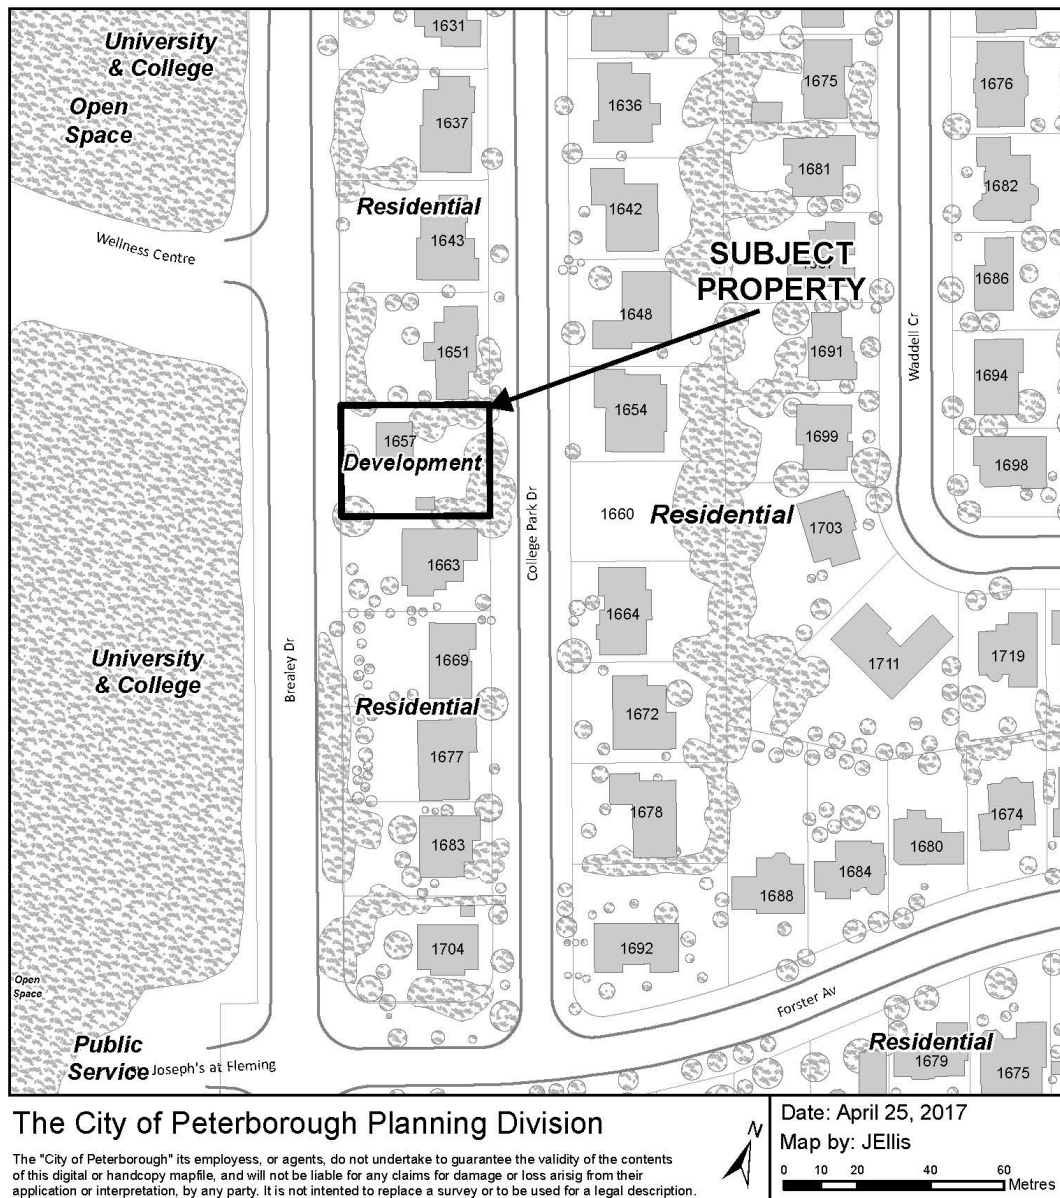 1631
University
& College
Open
Space
1637
1636
1675
1676
1681
1682
Residential
1642
1643
Wellness Centre
SUBJECT
PROPERTY
1686
1648
1651
1691
Waddell Cr
1694
1654
1657
1699
Development
1698
1660
Residential
1703
College Park Dr
1663
1664
University
& College
Brealey Dr
1669
1711
1719
Residential
1672
1677
1678
1674
1683
1680
1684
1688
1704
1692
Open
Space
Forster Av
Public
Service
Joseph's at Fleming
Residential
1679
1675
The City of Peterborough Planning Division
The "City of Peterborough" its employess, or agents, do not undertake to guarantee the validity of the contents
of this digital or handcopy mapfile, and will not be liable for any claims for damage or loss arisig from their
application or interpretation, by any party. It is not intended to replace a survey or to be used for a legal description.
N
Date: April 25, 2017
Map by: JEllis
0 10 20 40 60
Metres